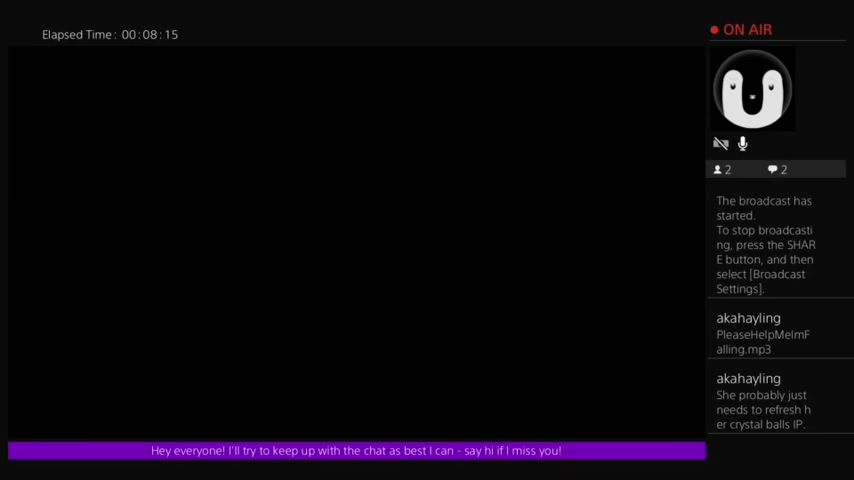 Elapsed Time: 00:08:15
ON AIR
2 2
The broadcast has
started.
To stop broadcasti
ng, press the SHAR
E button, and then
select [Broadcast
Settings].
akahayling
PleaseHelpMeImF
alling.mp3
akahayling
She probably just
needs to refresh h
er crystal balls IP.
Hey everyone! I'll try to keep up with the chat as best I can - say hi if I miss you!